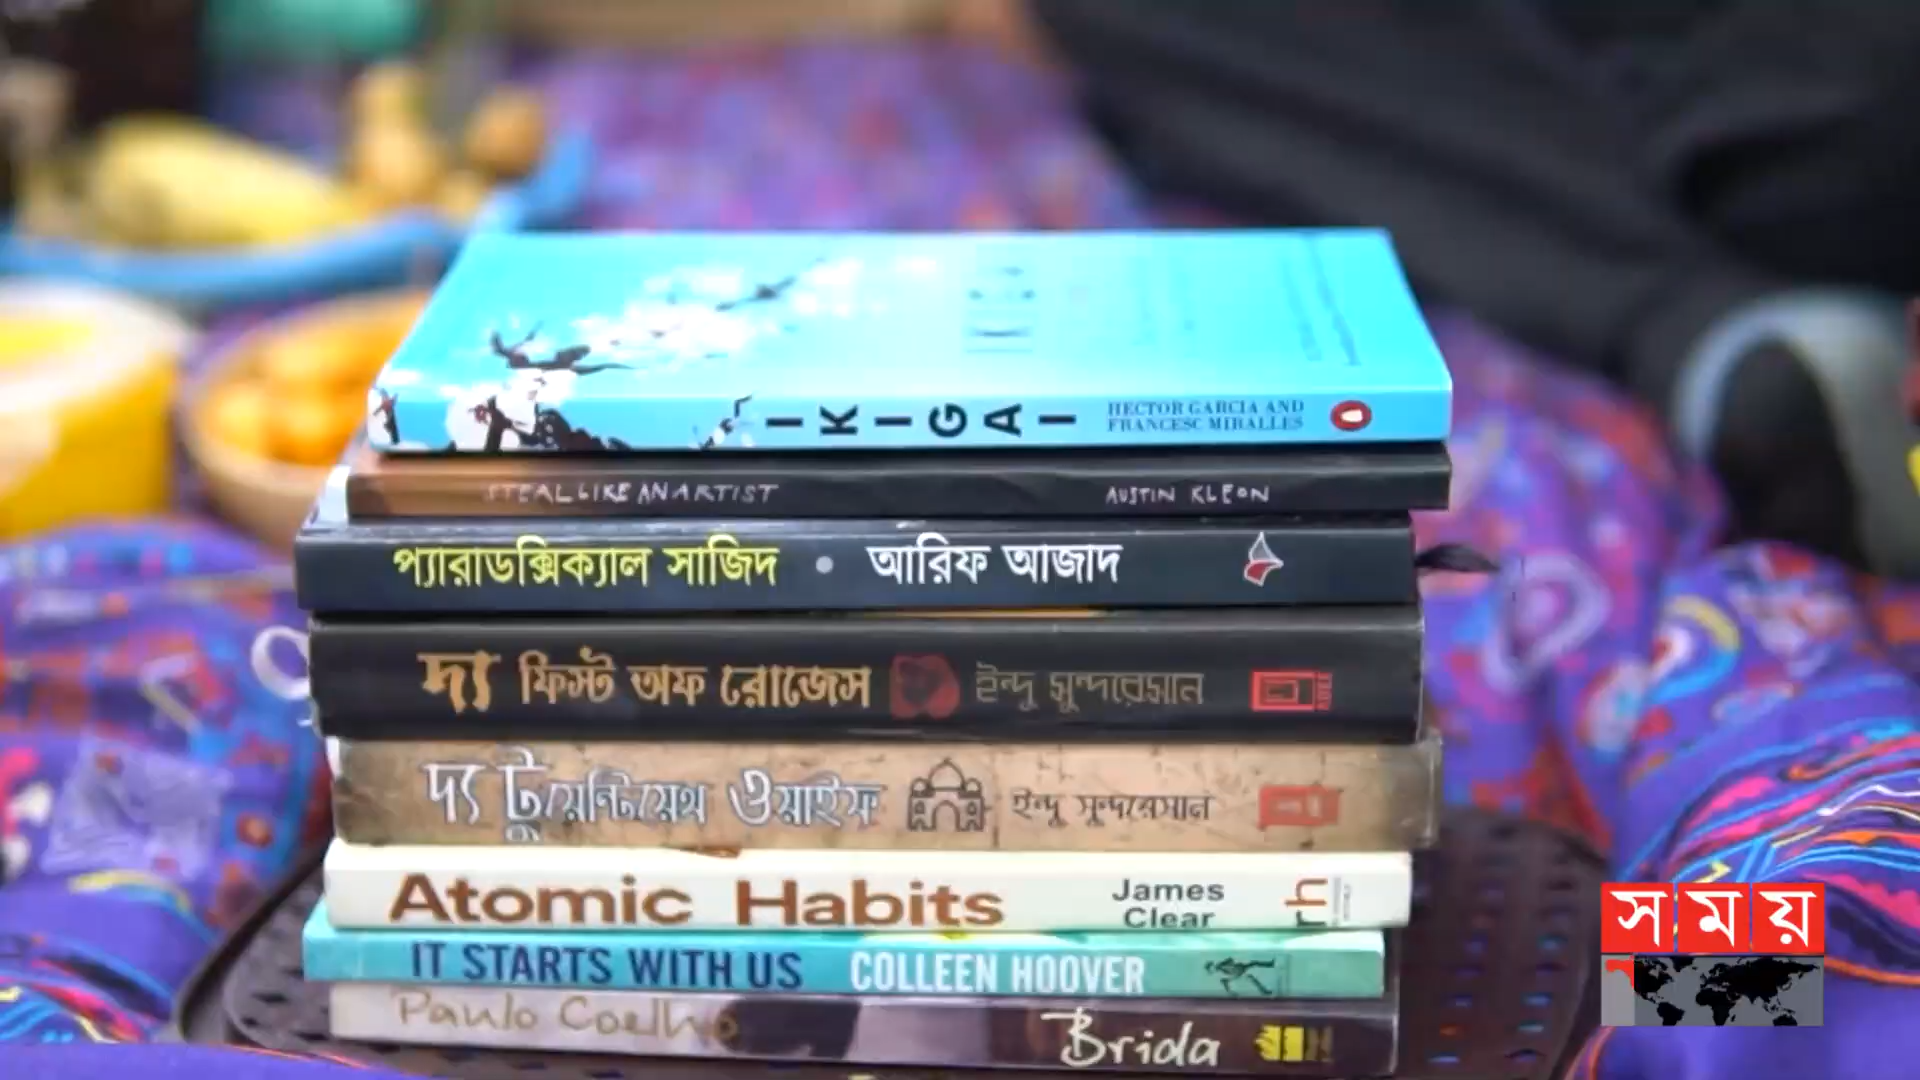 IKIGAI HECTOR GARCIA AND
FRANCESC MIRALLES
STEAL LIKE AN ARTIST AUSTIN KLEON
প্যারাডক্সিক্যাল সাজিদ • আরিফ আজাদ
দ্য ফিস্ট অফ রোজেস ইন্দু সুন্দরেসান
দ্য টুয়েন্টিয়েথ ওয়াইফ ইন্দু সুন্দরেসান
Atomic Habits James
Clear rh
IT STARTS WITH US COLLEEN HOOVER
Paulo Coelho Brida
সময়